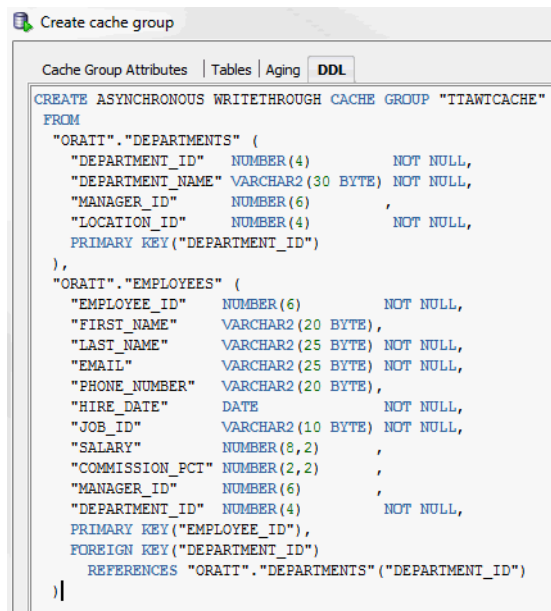 Create cache group
Cache Group Attributes | Tables | Aging DDL
CREATE ASYNCHRONOUS WRITETHROUGH CACHE GROUP "TTAWTCACHE"
FROM
"ORATT"."DEPARTMENTS" (
"DEPARTMENT_ID" NUMBER(4) NOT NULL,
"DEPARTMENT_NAME" VARCHAR2(30 BYTE) NOT NULL,
"MANAGER_ID" NUMBER(6) ,
"LOCATION_ID" NUMBER(4) NOT NULL,
PRIMARY KEY("DEPARTMENT_ID")
),
"ORATT"."EMPLOYEES" (
"EMPLOYEE_ID" NUMBER(6) NOT NULL,
"FIRST_NAME" VARCHAR2(20 BYTE),
"LAST_NAME" VARCHAR2(25 BYTE) NOT NULL,
"EMAIL" VARCHAR2(25 BYTE) NOT NULL,
"PHONE_NUMBER" VARCHAR2(20 BYTE),
"HIRE_DATE" DATE NOT NULL,
"JOB_ID" VARCHAR2(10 BYTE) NOT NULL,
"SALARY" NUMBER(8,2) ,
"COMMISSION_PCT" NUMBER(2,2) ,
"MANAGER_ID" NUMBER(6) ,
"DEPARTMENT_ID" NUMBER(4) NOT NULL,
PRIMARY KEY("EMPLOYEE_ID"),
FOREIGN KEY("DEPARTMENT_ID")
REFERENCES "ORATT"."DEPARTMENTS"("DEPARTMENT_ID")
)